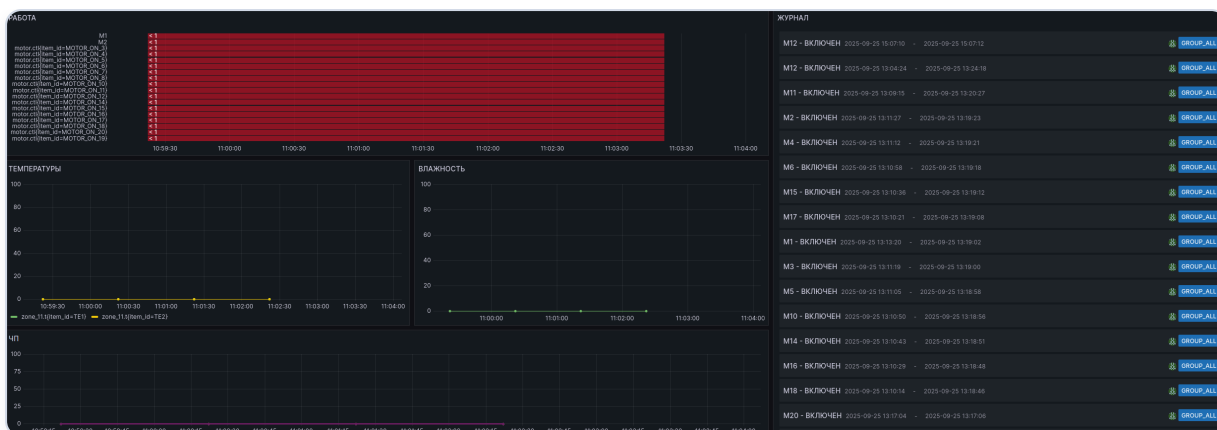 РАБОТА
M1 < 1
M2 < 1
motor.ctl{item_id=MOTOR_ON_3} < 1
motor.ctl{item_id=MOTOR_ON_4} < 1
motor.ctl{item_id=MOTOR_ON_5} < 1
motor.ctl{item_id=MOTOR_ON_6} < 1
motor.ctl{item_id=MOTOR_ON_7} < 1
motor.ctl{item_id=MOTOR_ON_8} < 1
motor.ctl{item_id=MOTOR_ON_10} < 1
motor.ctl{item_id=MOTOR_ON_11} < 1
motor.ctl{item_id=MOTOR_ON_12} < 1
motor.ctl{item_id=MOTOR_ON_14} < 1
motor.ctl{item_id=MOTOR_ON_15} < 1
motor.ctl{item_id=MOTOR_ON_16} < 1
motor.ctl{item_id=MOTOR_ON_17} < 1
motor.ctl{item_id=MOTOR_ON_18} < 1
motor.ctl{item_id=MOTOR_ON_20} < 1
motor.ctl{item_id=MOTOR_ON_19} < 1
10:59:30 11:00:00 11:00:30 11:01:00 11:01:30 11:02:00 11:02:30 11:03:00 11:03:30 11:04:00
ТЕМПЕРАТУРЫ
100
80
60
40
20
0
10:59:30 11:00:00 11:00:30 11:01:00 11:01:30 11:02:00 11:02:30 11:03:00 11:03:30 11:04:00
zone_11.t{item_id=TE1} zone_11.t{item_id=TE2}
ВЛАЖНОСТЬ
100
80
60
40
20
0
11:00:00 11:01:00 11:02:00 11:03:00 11:04:00
ЧП
100
75
50
25
0
ЖУРНАЛ
M12 - ВКЛЮЧЕН 2025-09-25 15:07:10 - 2025-09-25 15:07:12 GROUP_ALL
M12 - ВКЛЮЧЕН 2025-09-25 13:04:24 - 2025-09-25 13:24:18 GROUP_ALL
M11 - ВКЛЮЧЕН 2025-09-25 13:09:15 - 2025-09-25 13:20:27 GROUP_ALL
M2 - ВКЛЮЧЕН 2025-09-25 13:11:27 - 2025-09-25 13:19:23 GROUP_ALL
M4 - ВКЛЮЧЕН 2025-09-25 13:11:12 - 2025-09-25 13:19:21 GROUP_ALL
M6 - ВКЛЮЧЕН 2025-09-25 13:10:58 - 2025-09-25 13:19:18 GROUP_ALL
M15 - ВКЛЮЧЕН 2025-09-25 13:10:36 - 2025-09-25 13:19:12 GROUP_ALL
M17 - ВКЛЮЧЕН 2025-09-25 13:10:21 - 2025-09-25 13:19:08 GROUP_ALL
M1 - ВКЛЮЧЕН 2025-09-25 13:13:20 - 2025-09-25 13:19:02 GROUP_ALL
M3 - ВКЛЮЧЕН 2025-09-25 13:11:19 - 2025-09-25 13:19:00 GROUP_ALL
M5 - ВКЛЮЧЕН 2025-09-25 13:11:05 - 2025-09-25 13:18:58 GROUP_ALL
M10 - ВКЛЮЧЕН 2025-09-25 13:10:50 - 2025-09-25 13:18:56 GROUP_ALL
M14 - ВКЛЮЧЕН 2025-09-25 13:10:43 - 2025-09-25 13:18:51 GROUP_ALL
M16 - ВКЛЮЧЕН 2025-09-25 13:10:29 - 2025-09-25 13:18:48 GROUP_ALL
M18 - ВКЛЮЧЕН 2025-09-25 13:10:14 - 2025-09-25 13:18:46 GROUP_ALL
M20 - ВКЛЮЧЕН 2025-09-25 13:17:04 - 2025-09-25 13:17:06 GROUP_ALL